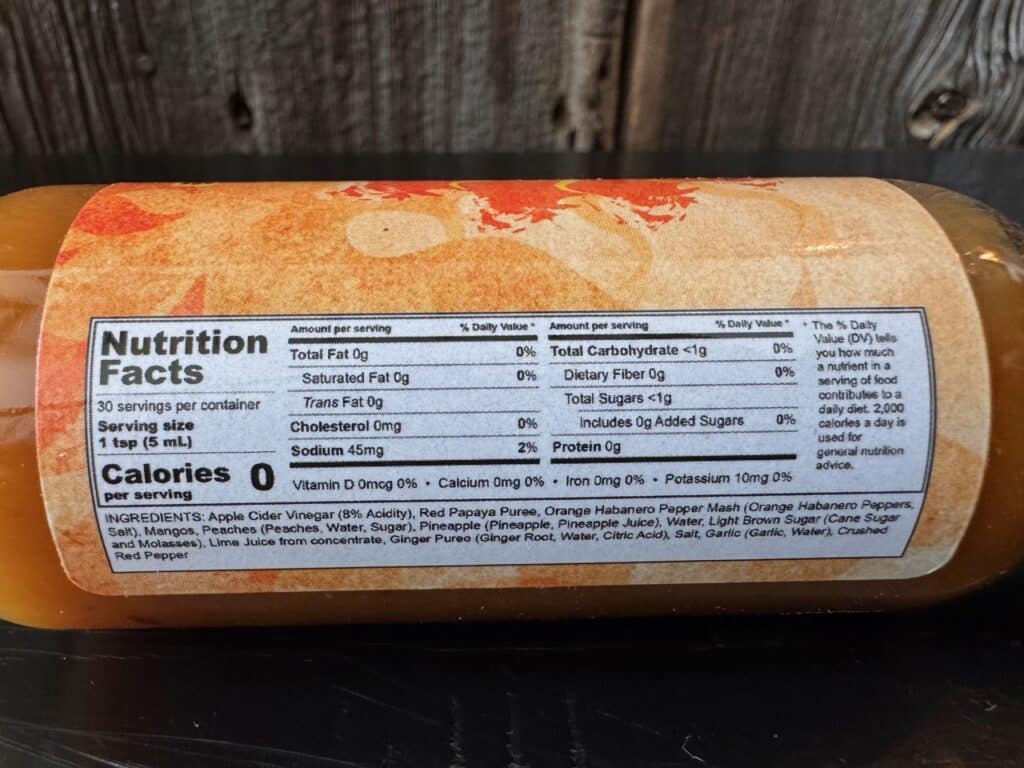 Nutrition
Facts
30 servings per container
Serving size
1 tsp (5 mL)
Calories 0
per serving
Amount per serving % Daily Value*
Total Fat 0g 0%
Saturated Fat 0g 0%
Trans Fat 0g
Cholesterol 0mg 0%
Sodium 45mg 2%
Amount per serving % Daily Value*
Total Carbohydrate <1g 0%
Dietary Fiber 0g 0%
Total Sugars <1g
Includes 0g Added Sugars 0%
Protein 0g
Vitamin D 0mcg 0% • Calcium 0mg 0% • Iron 0mg 0% • Potassium 10mg 0%
* The % Daily
Value (DV) tells
you how much
a nutrient in a
serving of food
contributes to a
daily diet. 2,000
calories a day is
used for
general nutrition
advice.
INGREDIENTS: Apple Cider Vinegar (8% Acidity), Red Papaya Puree, Orange Habanero Pepper Mash (Orange Habanero Peppers,
Salt), Mangos, Peaches (Peaches, Water, Sugar), Pineapple (Pineapple, Pineapple Juice), Water, Light Brown Sugar (Cane Sugar
and Molasses), Lime Juice from concentrate, Ginger Puree (Ginger Root, Water, Citric Acid), Salt, Garlic (Garlic, Water), Crushed
Red Pepper